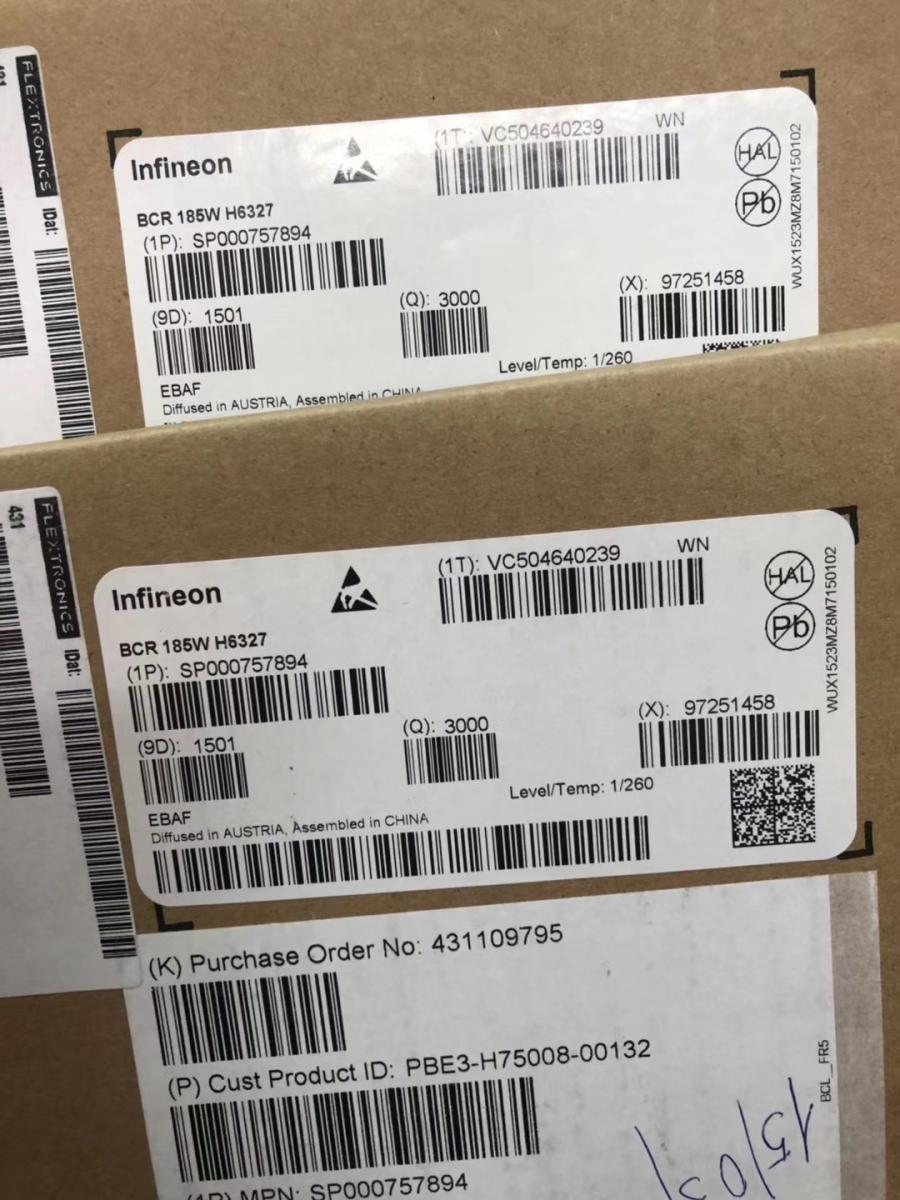 FLEXTRONICS
IDat:
Infineon
(1T): VC504640239 WN
HAL
Pb
WUX1523MZ8M7150102
BCR 185W H6327
(1P): SP000757894
(9D): 1501
(Q): 3000
(X): 97251458
Level/Temp: 1/260
EBAF
Diffused in AUSTRIA, Assembled in CHINA
431
FLEXTRONICS
IDat:
Infineon
(1T): VC504640239 WN
HAL
Pb
WUX1523MZ8M7150102
BCR 185W H6327
(1P): SP000757894
(9D): 1501
(Q): 3000
(X): 97251458
Level/Temp: 1/260
EBAF
Diffused in AUSTRIA, Assembled in CHINA
(K) Purchase Order No: 431109795
(P) Cust Product ID: PBE3-H75008-00132
BCL_FR5
(1P) MPN: SP000757894